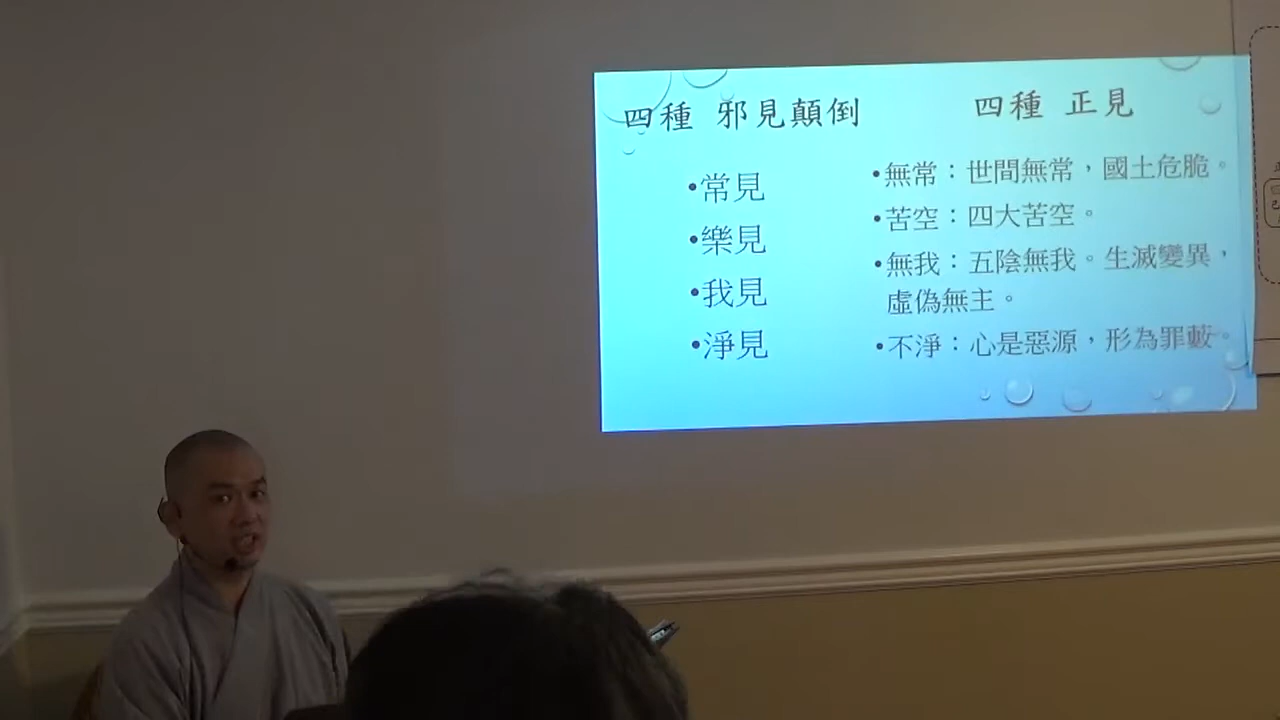 四種 邪見顛倒
•常見
•樂見
•我見
•淨見
四種 正見
•無常：世間無常，國土危脆。
•苦空：四大苦空。
•無我：五陰無我。生滅變異，
虛偽無主。
•不淨：心是惡源，形為罪藪。